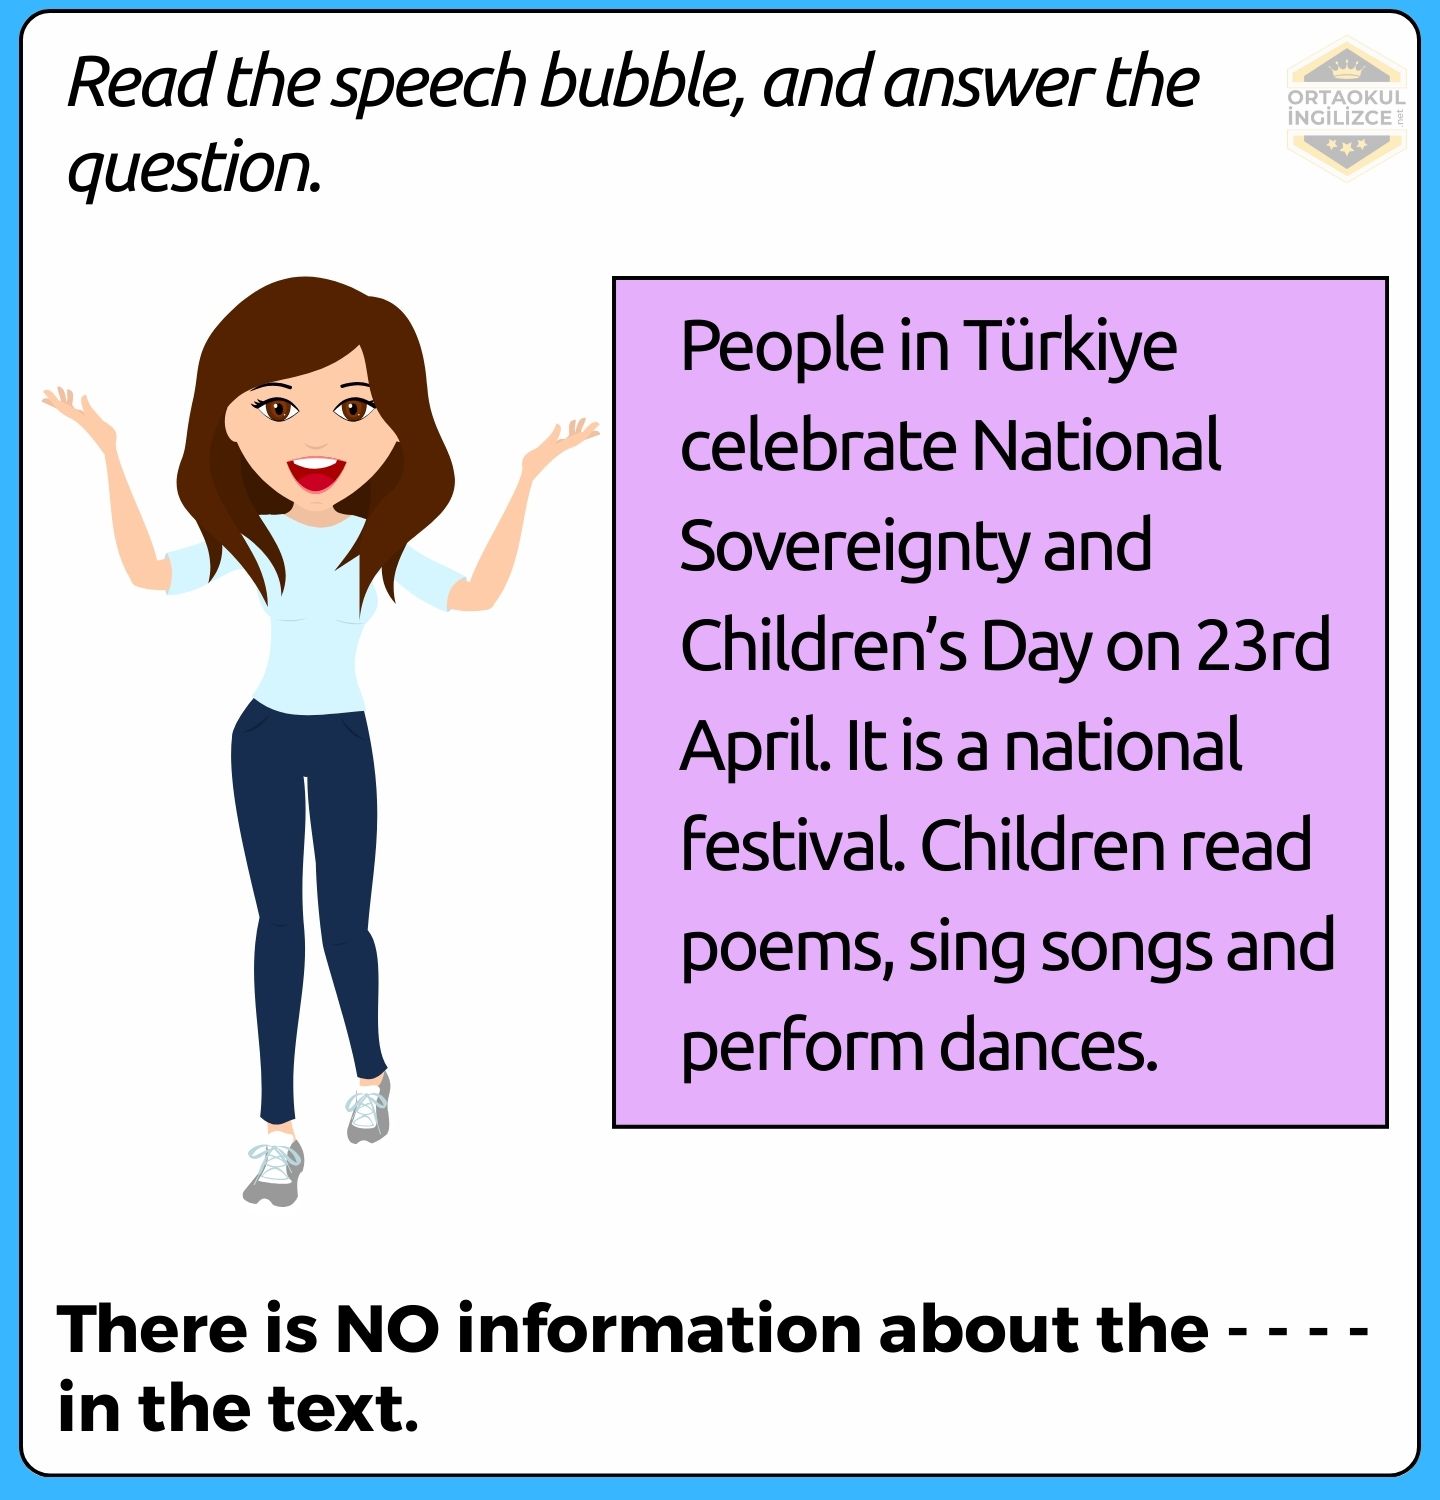 Read the speech bubble, and answer the
question.
ORTAOKUL
İNGİLİZCE
.net
People in Türkiye
celebrate National
Sovereignty and
Children’s Day on 23rd
April. It is a national
festival. Children read
poems, sing songs and
perform dances.
There is NO information about the - - - -
in the text.